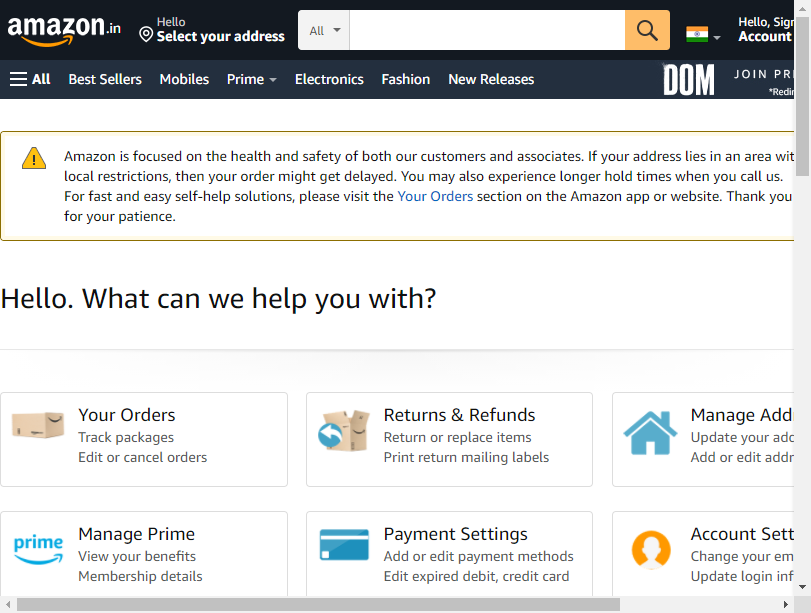 amazon.in
Hello
Select your address
All
Hello, Sign
Account
All
Best Sellers
Mobiles
Prime
Electronics
Fashion
New Releases
DOM
JOIN PRI
*Redir
Amazon is focused on the health and safety of both our customers and associates. If your address lies in an area wit
local restrictions, then your order might get delayed. You may also experience longer hold times when you call us.
For fast and easy self-help solutions, please visit the Your Orders section on the Amazon app or website. Thank you
for your patience.
Hello. What can we help you with?
Your Orders
Track packages
Edit or cancel orders
Returns & Refunds
Return or replace items
Print return mailing labels
Manage Add
Update your add
Add or edit addr
prime
Manage Prime
View your benefits
Membership details
Payment Settings
Add or edit payment methods
Edit expired debit, credit card
Account Sett
Change your em
Update login inf